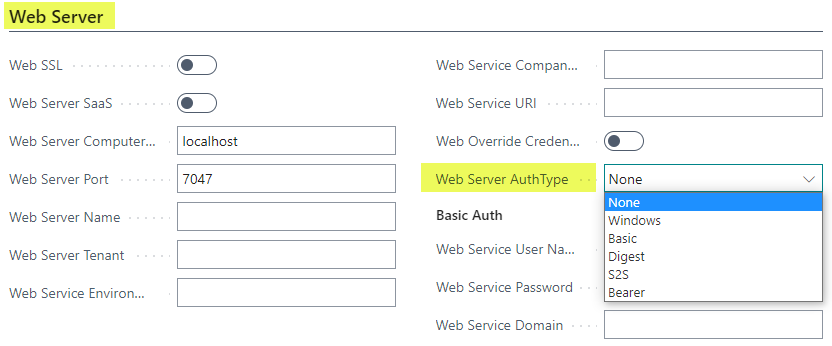 Web Server
Web SSL
Web Server SaaS
Web Server Computer... localhost
Web Server Port 7047
Web Server Name
Web Server Tenant
Web Service Environ...
Web Service Compan...
Web Service URI
Web Override Creden...
Web Server AuthType None
None
Windows
Basic
Digest
S2S
Bearer
Basic Auth
Web Service User Na...
Web Service Password
Web Service Domain